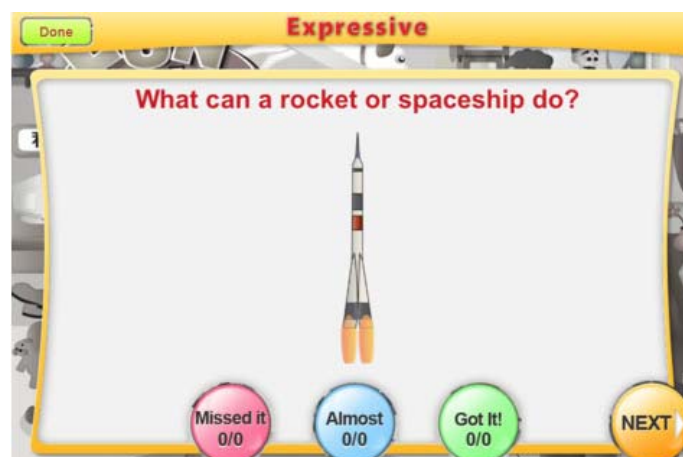 Done
Expressive
What can a rocket or spaceship do?
Missed it
0/0
Almost
0/0
Got It!
0/0
NEXT